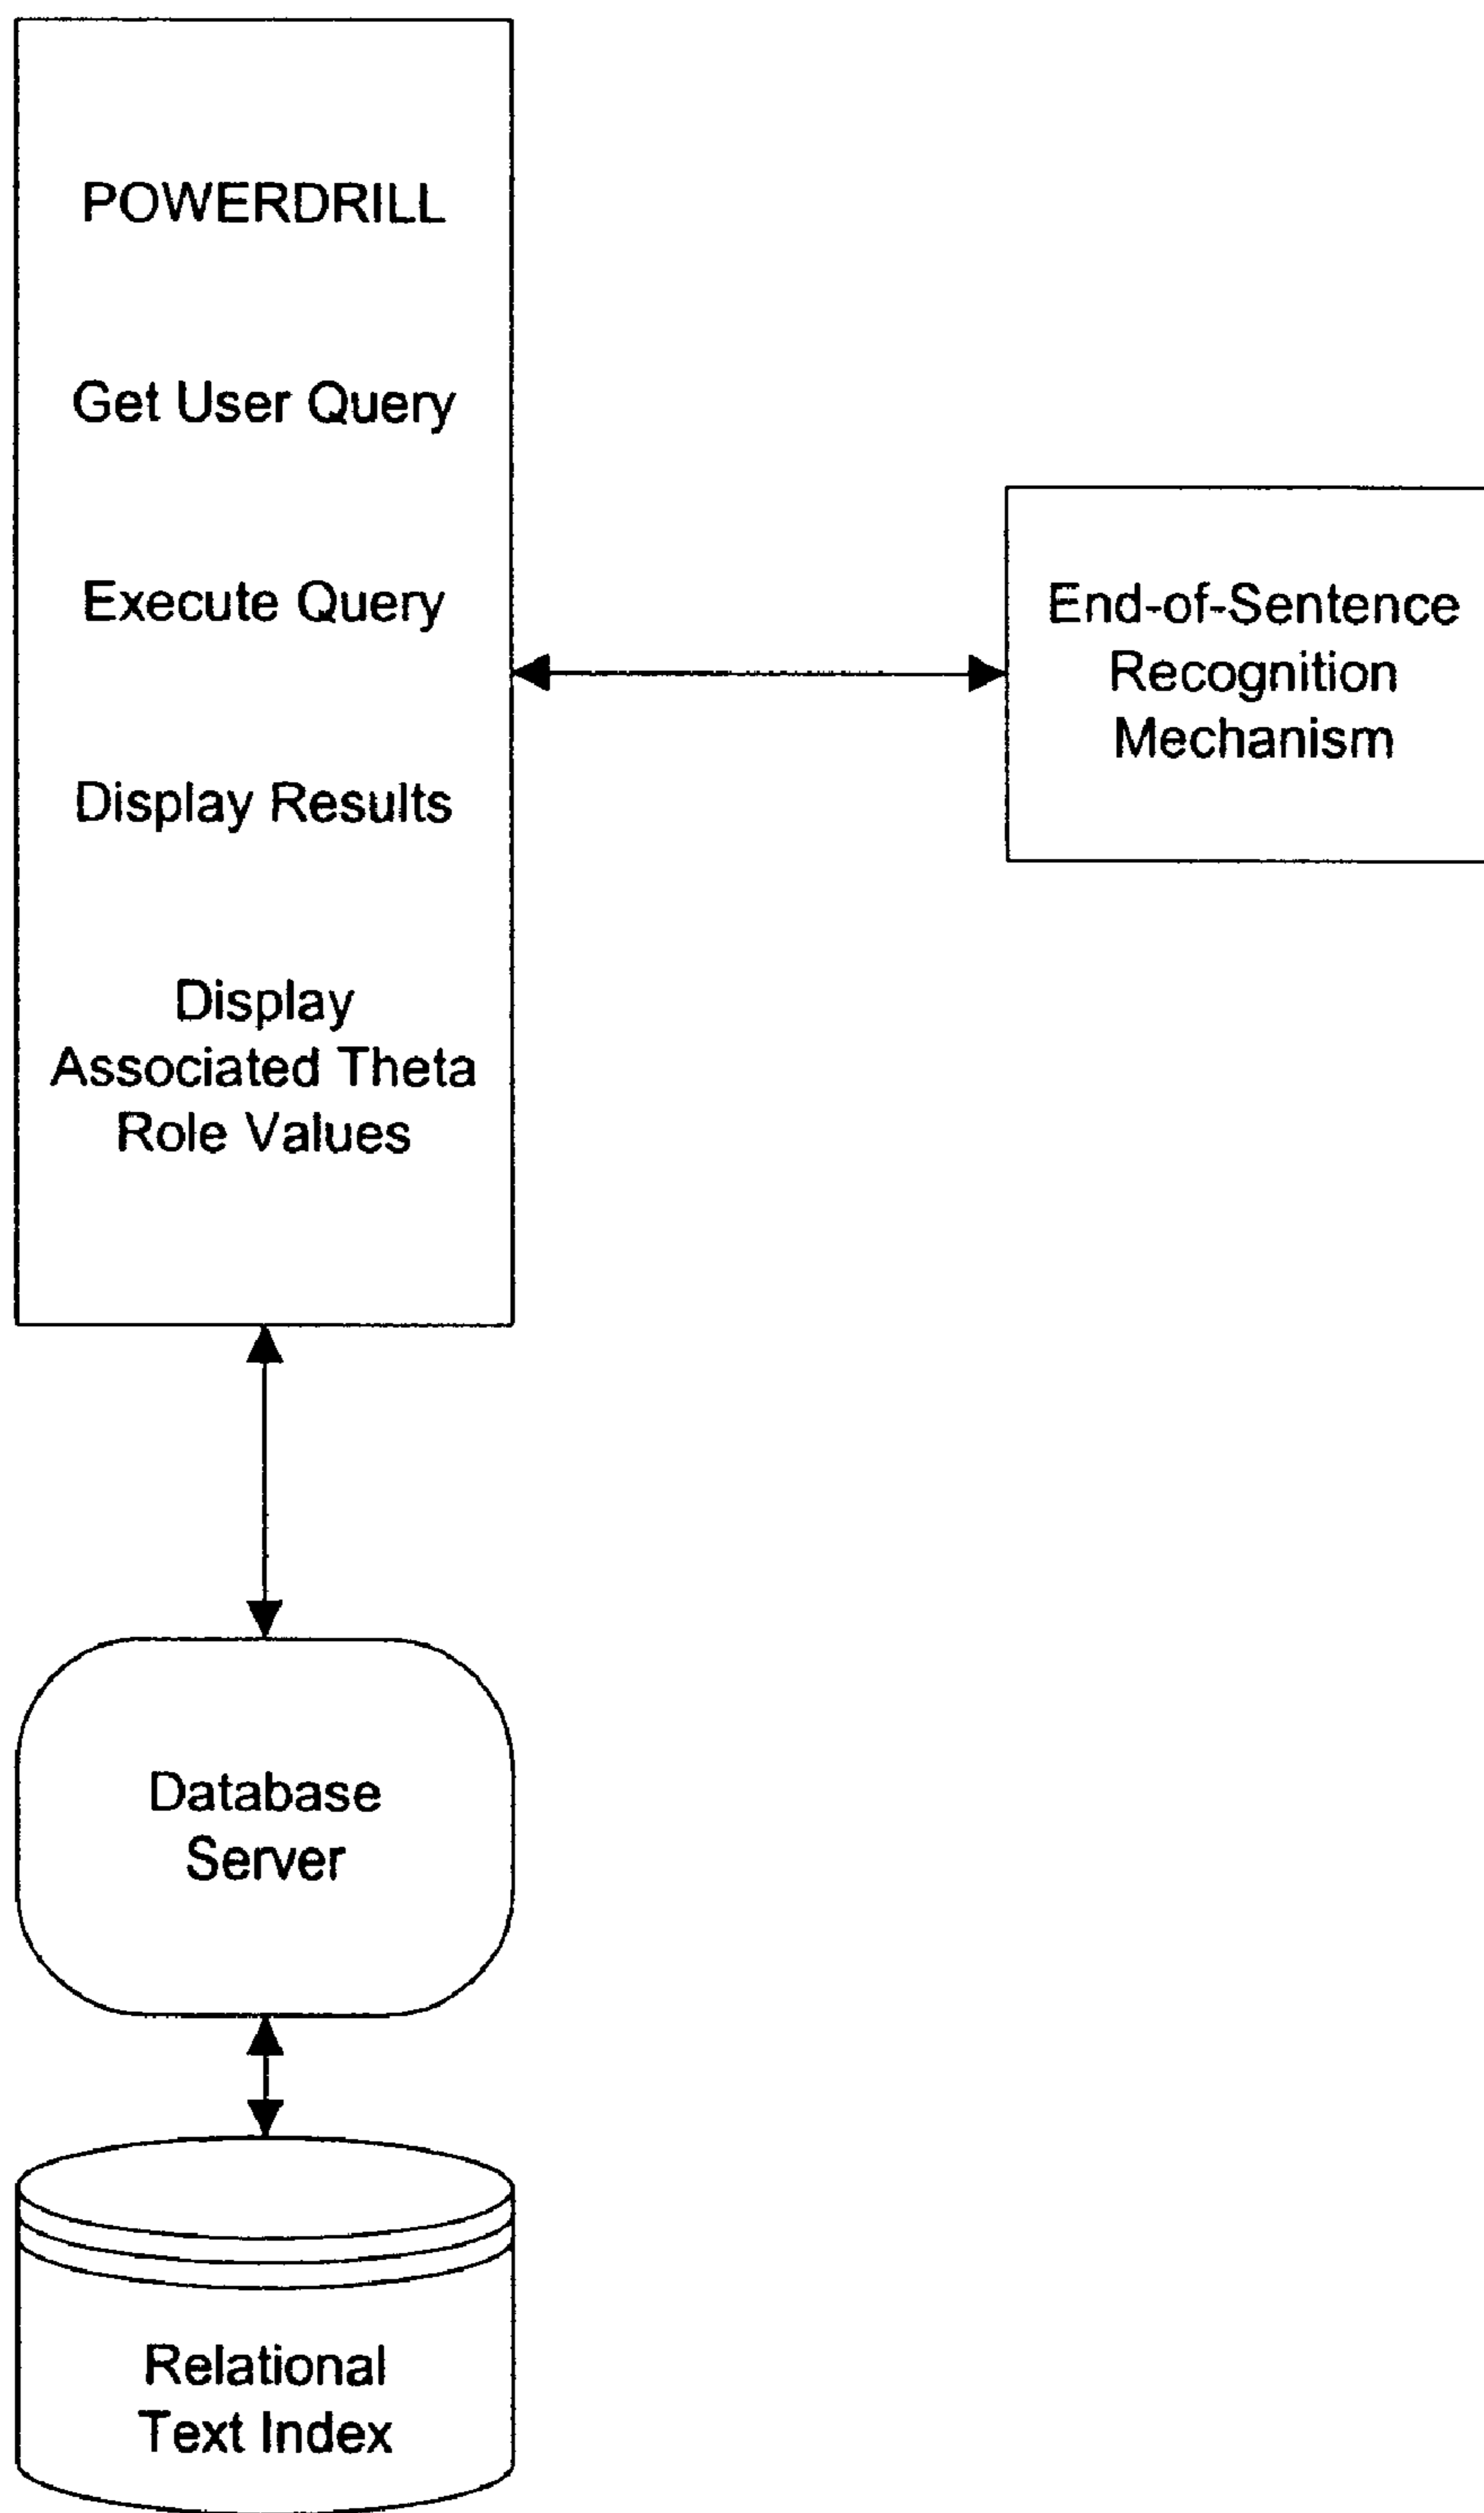 POWERDRILL
Get User Query
Execute Query
Display Results
Display
Associated Theta
Role Values
End-of-Sentence
Recognition
Mechanism
Database
Server
Relational
Text Index